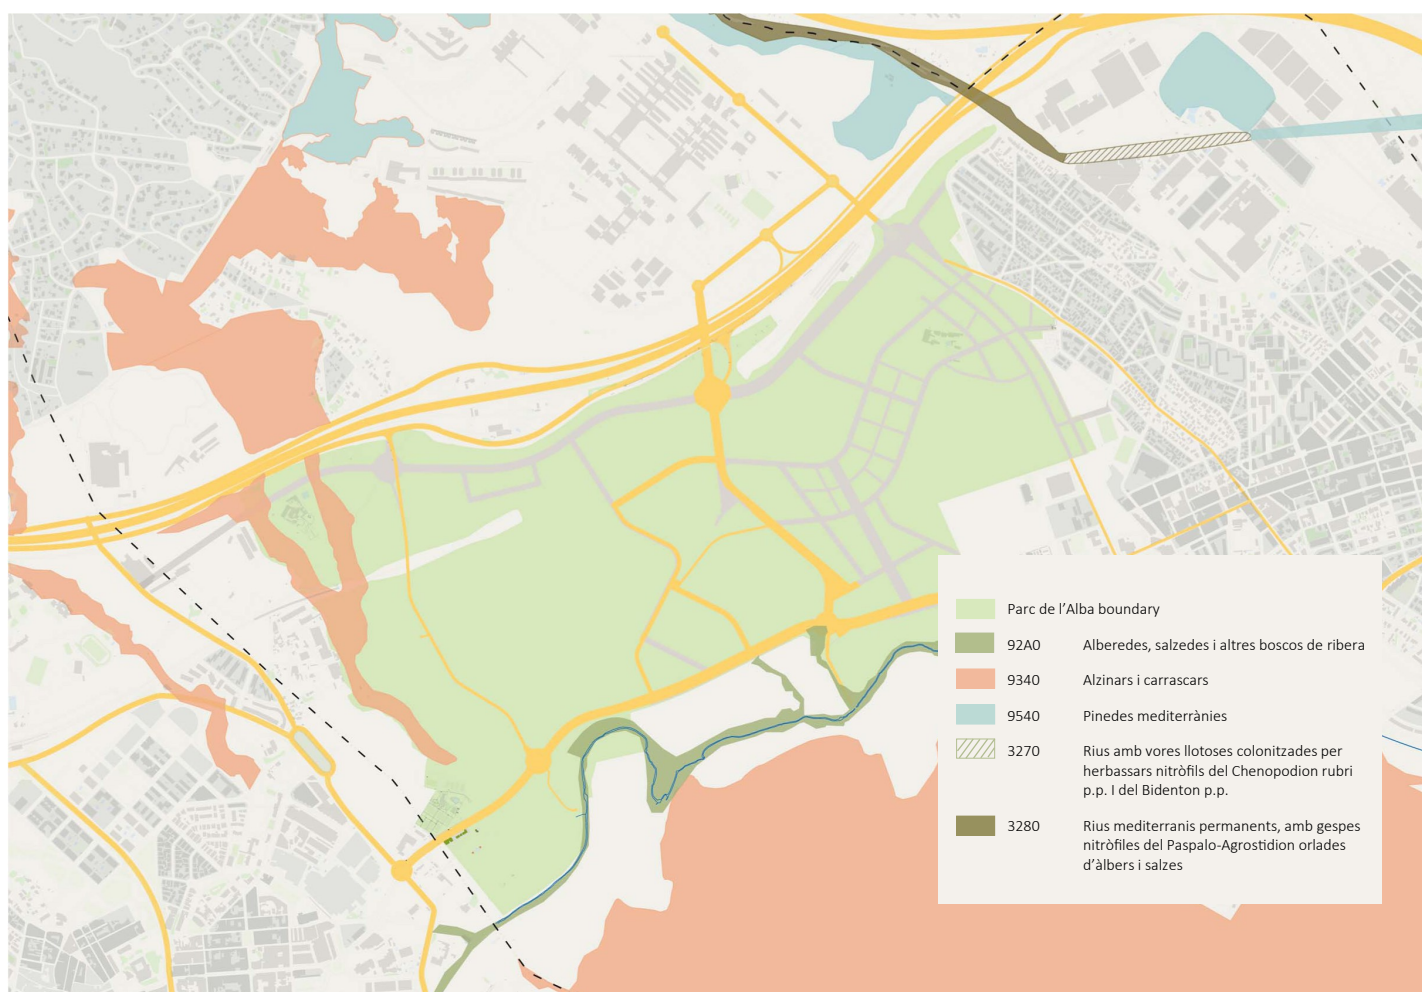 Parc de l’Alba boundary
92A0 Alberedes, salzedes i altres boscos de ribera
9340 Alzinars i carrascars
9540 Pinedes mediterrànies
3270 Rius amb vores llotoses colonitzades per
herbassars nitròfils del Chenopodion rubri
p.p. I del Bidenton p.p.
3280 Rius mediterranis permanents, amb gespes
nitròfiles del Paspalo-Agrostidion orlades
d’àlbers i salzes